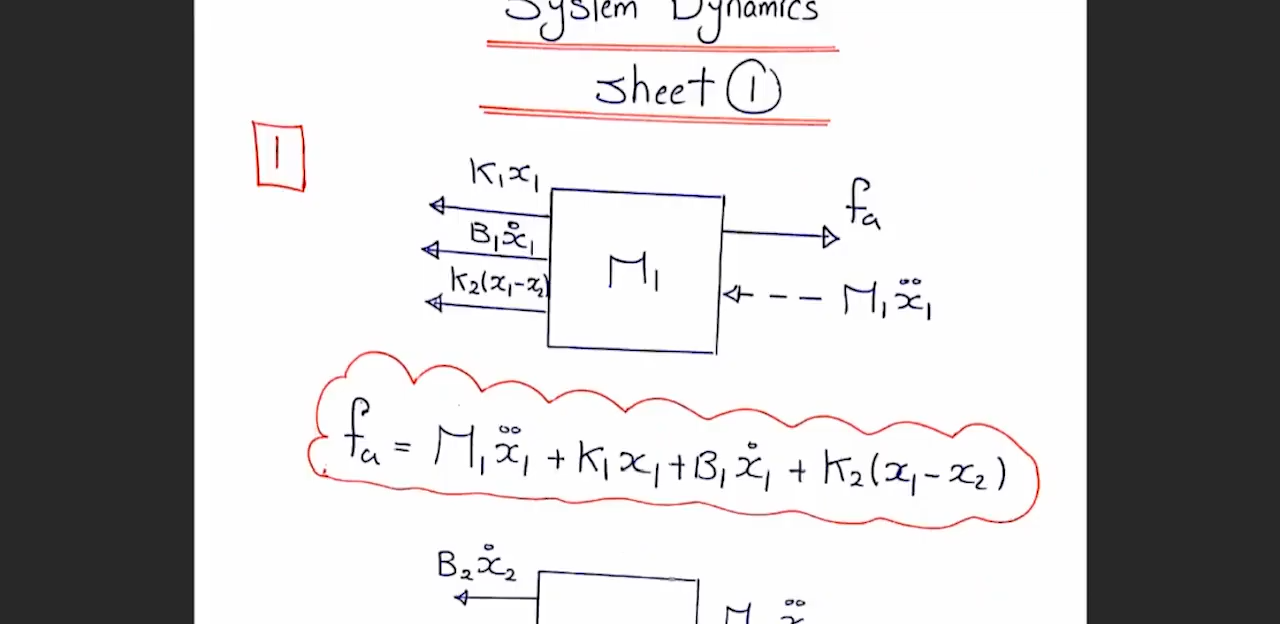 System Dynamics
sheet ①
1
K₁x₁
B₁ẋ₁
K₂(x₁-x₂)
M₁
fₐ
M₁ẍ₁
fₐ = M₁ẍ₁ + K₁x₁ + B₁ẋ₁ + K₂(x₁-x₂)
B₂ẋ₂